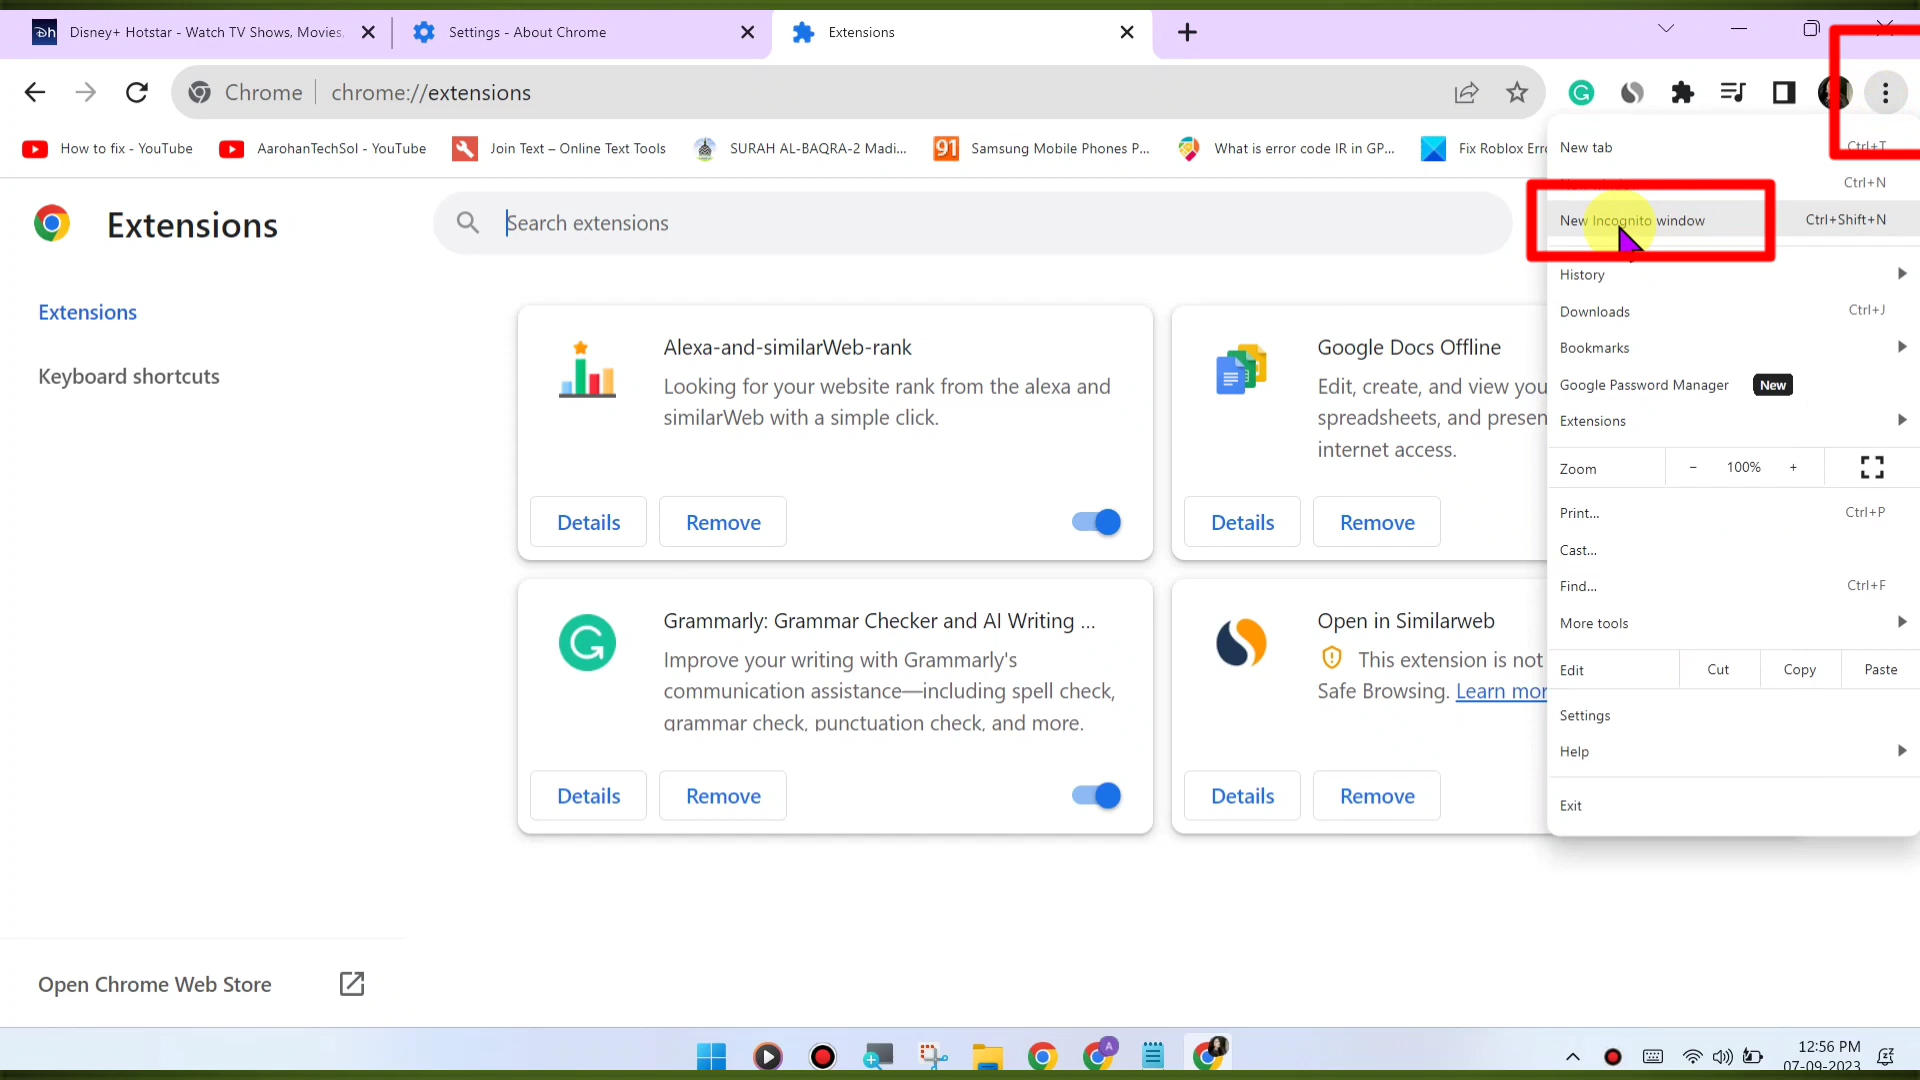 Disney+ Hotstar - Watch TV Shows, Movies,
Settings - About Chrome
Extensions
Chrome
chrome://extensions
How to fix - YouTube
AarohanTechSol - YouTube
Join Text – Online Text Tools
SURAH AL-BAQRA-2 Madi...
91
Samsung Mobile Phones P...
What is error code IR in GP...
Fix Roblox Erro
Extensions
Search extensions
Extensions
Keyboard shortcuts
Alexa-and-similarWeb-rank
Looking for your website rank from the alexa and
similarWeb with a simple click.
Details
Remove
Google Docs Offline
Edit, create, and view you
spreadsheets, and presen
internet access.
Details
Remove
Grammarly: Grammar Checker and AI Writing ...
Improve your writing with Grammarly's
communication assistance—including spell check,
grammar check, punctuation check, and more.
Details
Remove
Open in Similarweb
This extension is not
Safe Browsing. Learn mor
Details
Remove
New tab
Ctrl+T
Ctrl+N
New Incognito window
Ctrl+Shift+N
History
Downloads
Ctrl+J
Bookmarks
Google Password Manager
New
Extensions
Zoom
- 100% +
Print...
Ctrl+P
Cast...
Find...
Ctrl+F
More tools
Edit
Cut
Copy
Paste
Settings
Help
Exit
Open Chrome Web Store
A
12:56 PM
07-09-2023